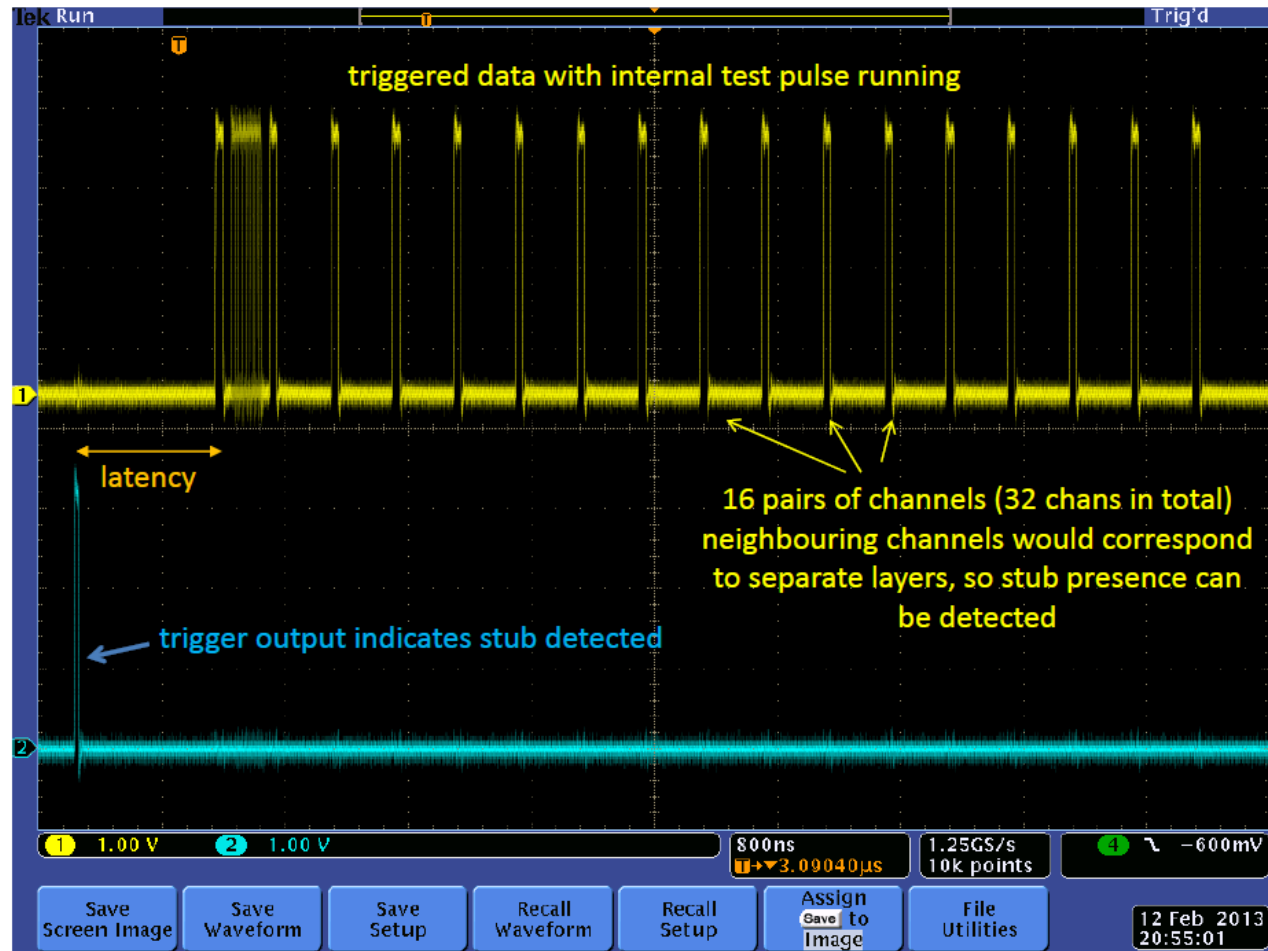 Tek Run
Trig'd
T
T
triggered data with internal test pulse running
1
latency
16 pairs of channels (32 chans in total)
neighbouring channels would correspond
to separate layers, so stub presence can
be detected
trigger output indicates stub detected
2
1 1.00 V 2 1.00 V
800ns
T→▼3.09040µs
1.25GS/s
10k points
4 -600mV
Save
Screen Image
Save
Waveform
Save
Setup
Recall
Waveform
Recall
Setup
Assign
Save to
Image
File
Utilities
12 Feb 2013
20:55:01